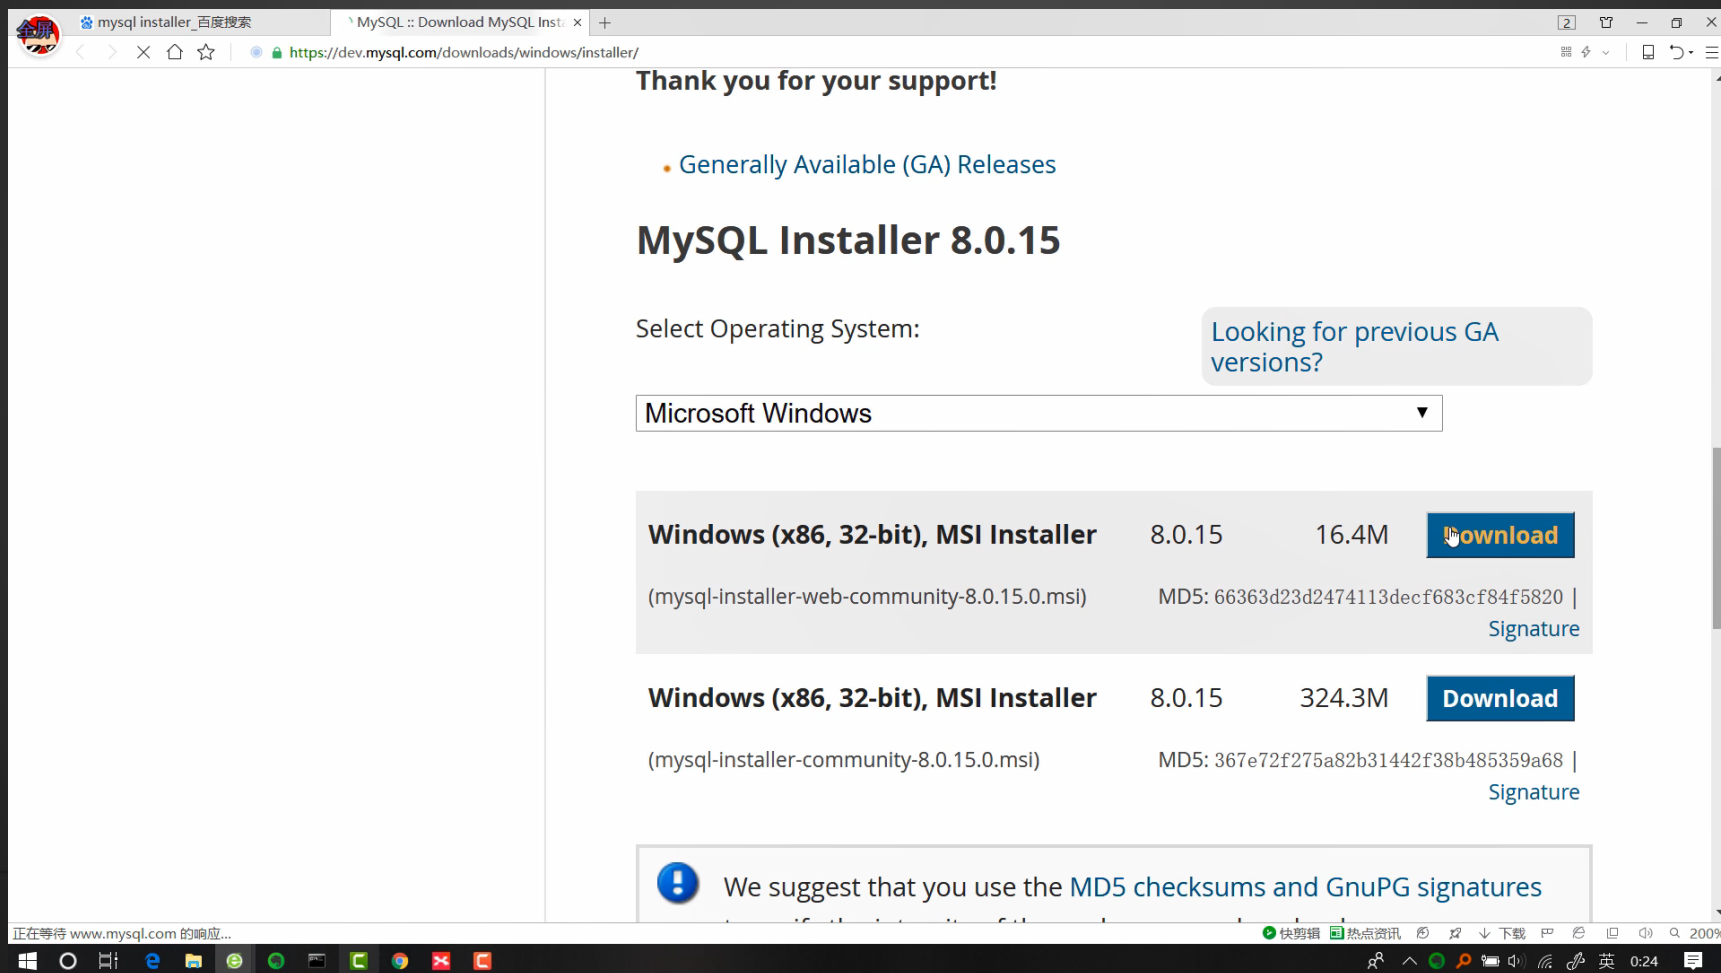 全屏
mysql installer_百度搜索
MySQL :: Download MySQL Insta
2
https://dev.mysql.com/downloads/windows/installer/
Thank you for your support!
Generally Available (GA) Releases
MySQL Installer 8.0.15
Select Operating System:
Looking for previous GA
versions?
Microsoft Windows
Windows (x86, 32-bit), MSI Installer 8.0.15 16.4M Download
(mysql-installer-web-community-8.0.15.0.msi) MD5: 66363d23d2474113decf683cf84f5820 |
Signature
Windows (x86, 32-bit), MSI Installer 8.0.15 324.3M Download
(mysql-installer-community-8.0.15.0.msi) MD5: 367e72f275a82b31442f38b485359a68 |
Signature
We suggest that you use the MD5 checksums and GnuPG signatures
正在等待 www.mysql.com 的响应...
快剪辑 热点资讯 下载 200%
英 0:24